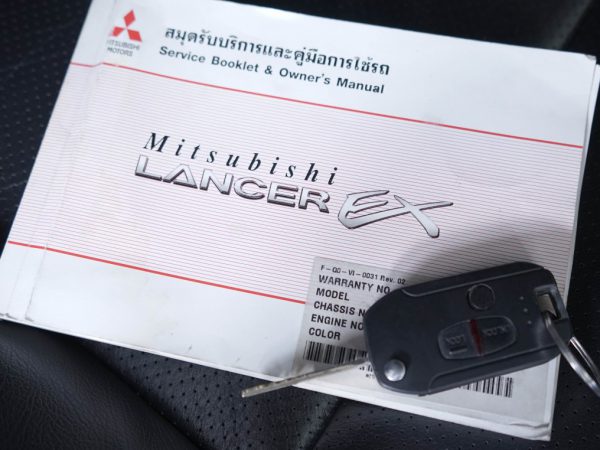 MITSUBISHI
MOTORS
สมุดรับบริการและคู่มือการใช้รถ
Service Booklet & Owner's Manual
Mitsubishi
LANCER EX
F-00-VI-0031 Rev. 02
WARRANTY NO.
MODEL
CHASSIS NO
ENGINE NO
COLOR